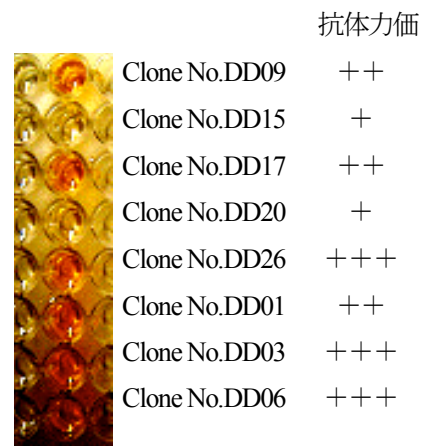 抗体力価
Clone No.DD09 ++
Clone No.DD15 +
Clone No.DD17 ++
Clone No.DD20 +
Clone No.DD26 +++
Clone No.DD01 ++
Clone No.DD03 +++
Clone No.DD06 +++